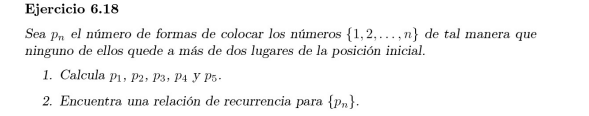 Ejercicio 6.18
Sea pₙ el número de formas de colocar los números {1, 2, . . . , n} de tal manera que
ninguno de ellos quede a más de dos lugares de la posición inicial.
1. Calcula p₁, p₂, p₃, p₄ y p₅.
2. Encuentra una relación de recurrencia para {pₙ}.